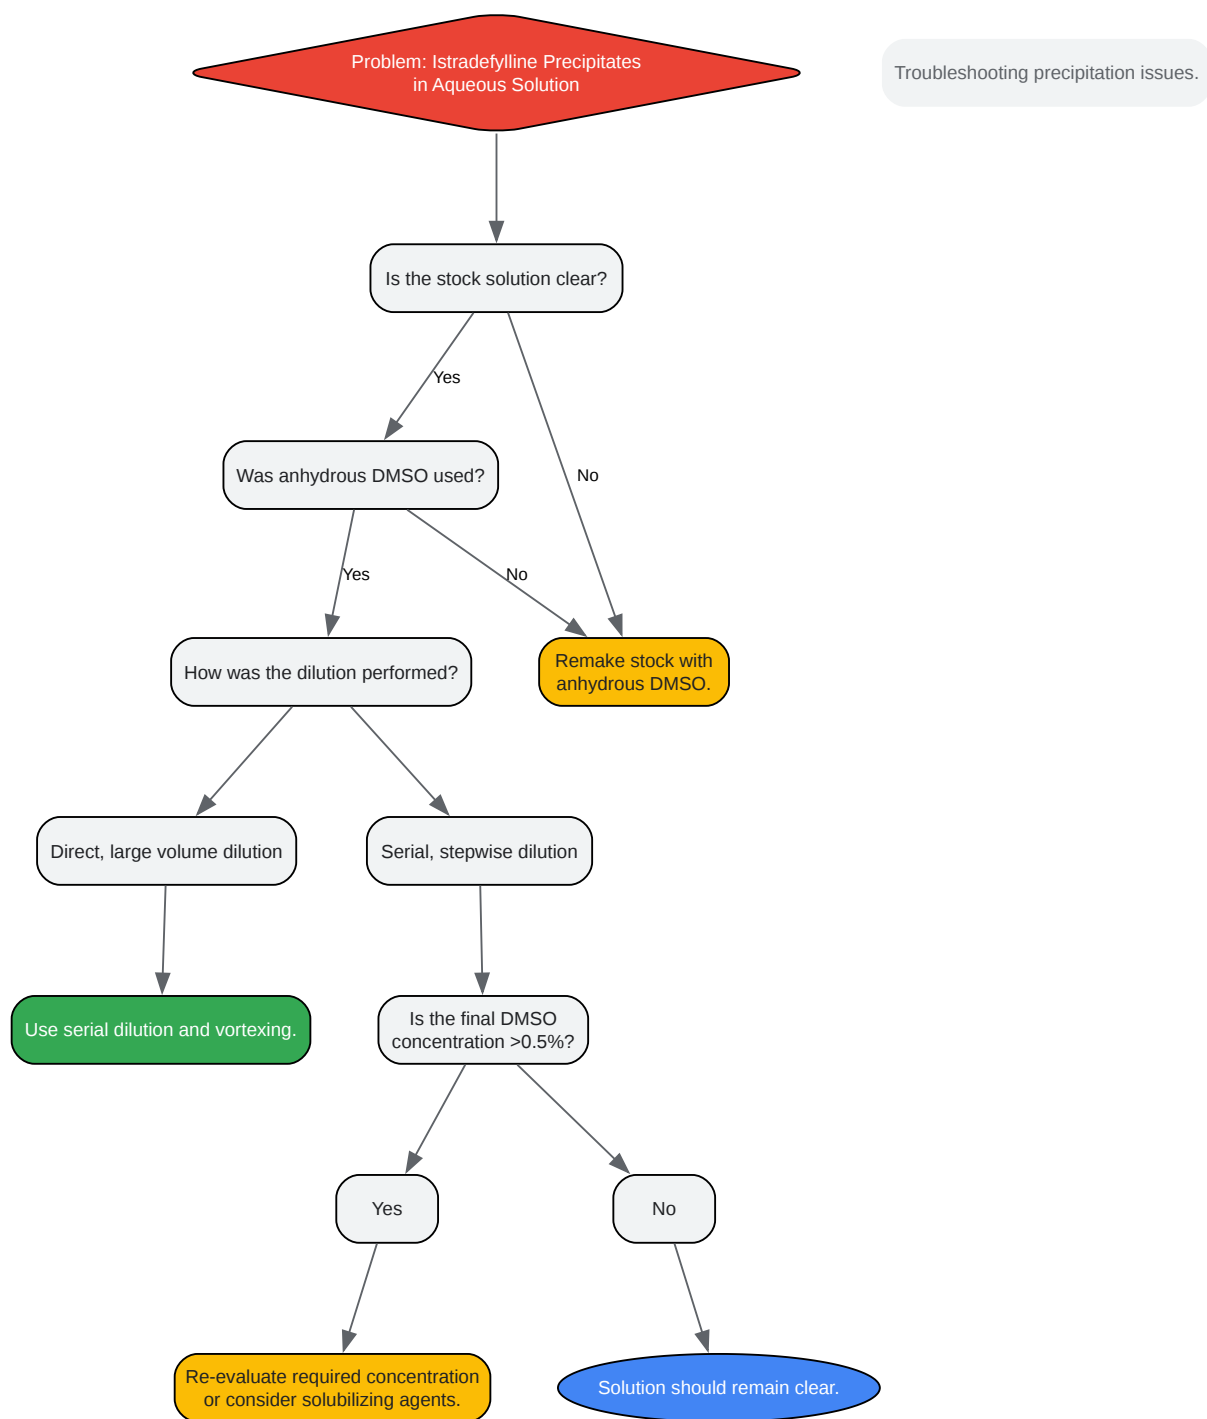 Problem: Istradefylline Precipitates
in Aqueous Solution
Troubleshooting precipitation issues.
Is the stock solution clear?
Yes
Was anhydrous DMSO used?
No
Yes
No
How was the dilution performed?
Remake stock with
anhydrous DMSO.
Direct, large volume dilution
Serial, stepwise dilution
Use serial dilution and vortexing.
Is the final DMSO
concentration >0.5%?
Yes
No
Re-evaluate required concentration
or consider solubilizing agents.
Solution should remain clear.